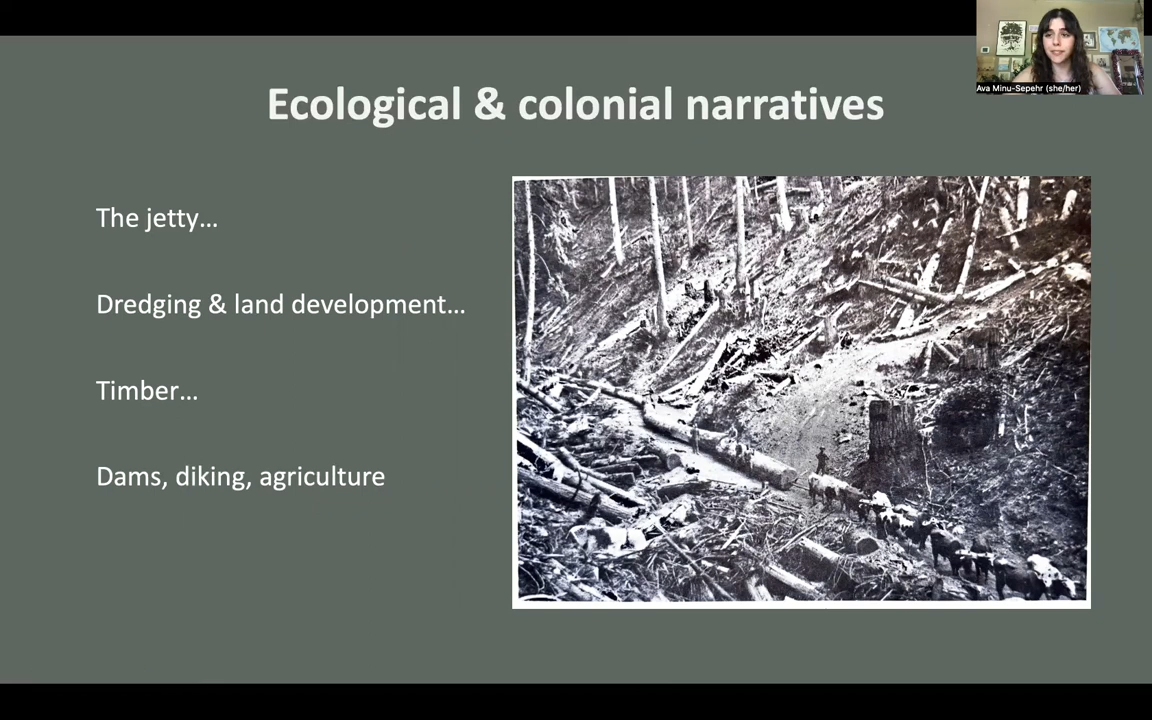 Ava Minu-Sepehr (she/her)
Ecological & colonial narratives
The jetty...
Dredging & land development...
Timber...
Dams, diking, agriculture